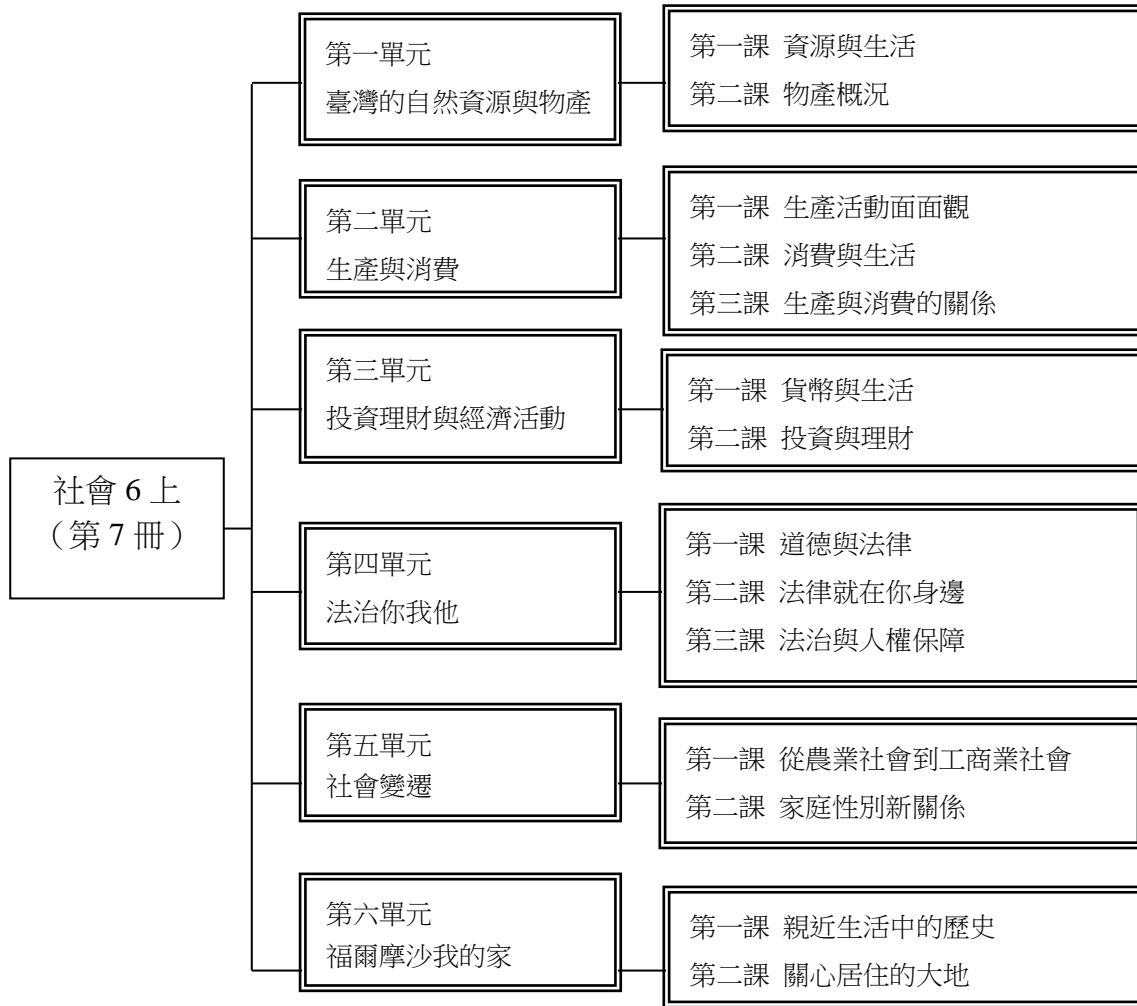 社會 6 上
（第 7 冊）
第一單元
臺灣的自然資源與物產
第一課 資源與生活
第二課 物產概況
第二單元
生產與消費
第一課 生產活動面面觀
第二課 消費與生活
第三課 生產與消費的關係
第三單元
投資理財與經濟活動
第一課 貨幣與生活
第二課 投資與理財
第四單元
法治你我他
第一課 道德與法律
第二課 法律就在你身邊
第三課 法治與人權保障
第五單元
社會變遷
第一課 從農業社會到工商業社會
第二課 家庭性別新關係
第六單元
福爾摩沙我的家
第一課 親近生活中的歷史
第二課 關心居住的大地